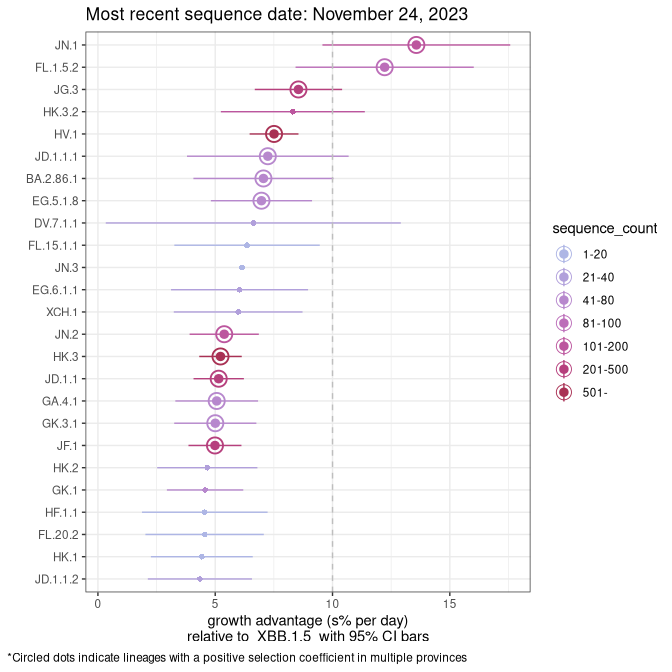 Most recent sequence date: November 24, 2023
JN.1
FL.1.5.2
JG.3
HK.3.2
HV.1
JD.1.1.1
BA.2.86.1
EG.5.1.8
DV.7.1.1
FL.15.1.1
JN.3
EG.6.1.1
XCH.1
JN.2
HK.3
JD.1.1
GA.4.1
GK.3.1
JF.1
HK.2
GK.1
HF.1.1
FL.20.2
HK.1
JD.1.1.2
0 5 10 15
growth advantage (s% per day)
relative to XBB.1.5 with 95% CI bars
*Circled dots indicate lineages with a positive selection coefficient in multiple provinces
sequence_count
1-20
21-40
41-80
81-100
101-200
201-500
501-